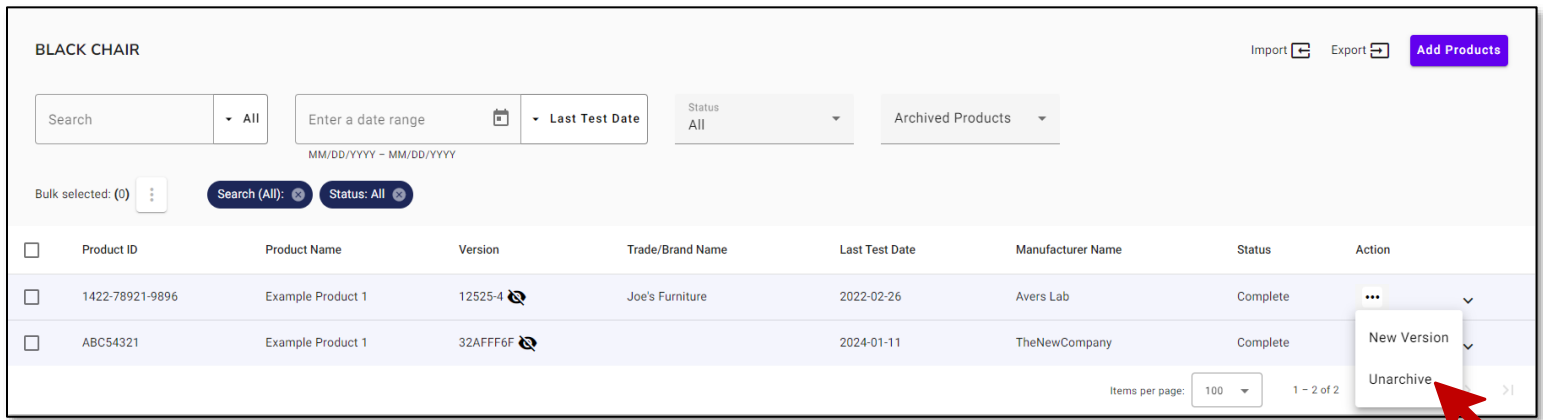 BLACK CHAIR
Import Export Add Products
Search All Enter a date range Last Test Date Status All Archived Products
MM/DD/YYYY – MM/DD/YYYY
Bulk selected: (0) Search (All): Status: All
Product ID Product Name Version Trade/Brand Name Last Test Date Manufacturer Name Status Action
1422-78921-9896 Example Product 1 12525-4 Joe's Furniture 2022-02-26 Avers Lab Complete
ABC54321 Example Product 1 32AFFF6F 2024-01-11 TheNewCompany Complete
New Version
Unarchive
Items per page: 100 1 – 2 of 2